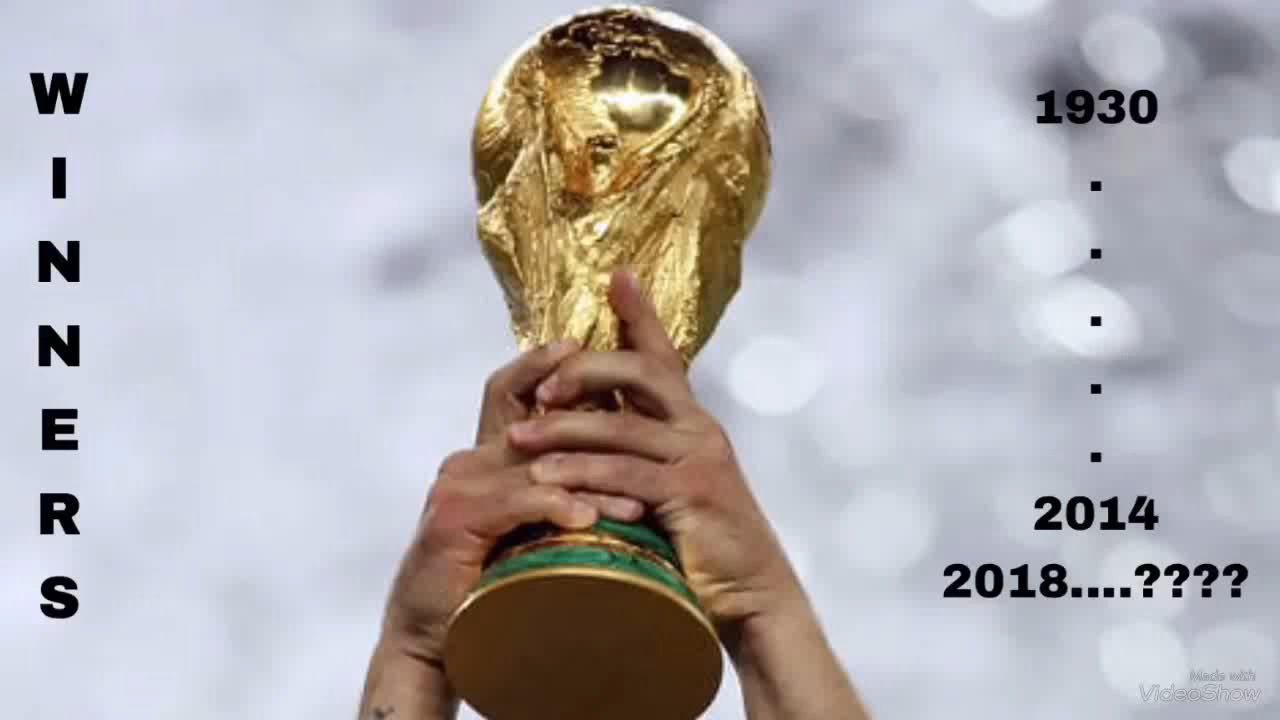 W
I
N
N
E
R
S
1930
.
.
.
.
.
2014
2018....????
Made with
VideoShow